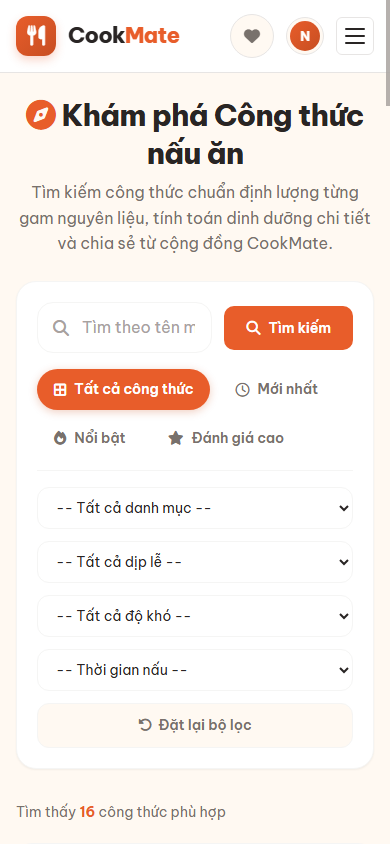 CookMate
N
Khám phá Công thức
nấu ăn
Tìm kiếm công thức chuẩn định lượng từng
gam nguyên liệu, tính toán dinh dưỡng chi tiết
và chia sẻ từ cộng đồng CookMate.
Tìm theo tên m
Tìm kiếm
Tất cả công thức
Mới nhất
Nổi bật
Đánh giá cao
-- Tất cả danh mục --
-- Tất cả dịp lễ --
-- Tất cả độ khó --
-- Thời gian nấu --
Đặt lại bộ lọc
Tìm thấy 16 công thức phù hợp